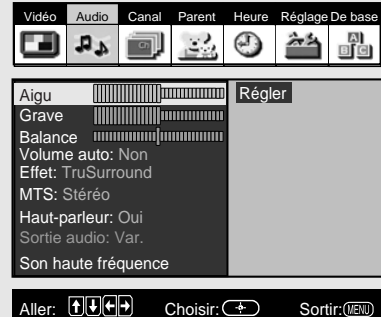 Vidéo Audio Canal Parent Heure Réglage De base
Ch
A
B C
Aigu Régler
Grave
Balance
Volume auto: Non
Effet: TruSurround
MTS: Stéréo
Haut-parleur: Oui
Sortie audio: Var.
Son haute fréquence
Aller: Choisir: Sortir: MENU